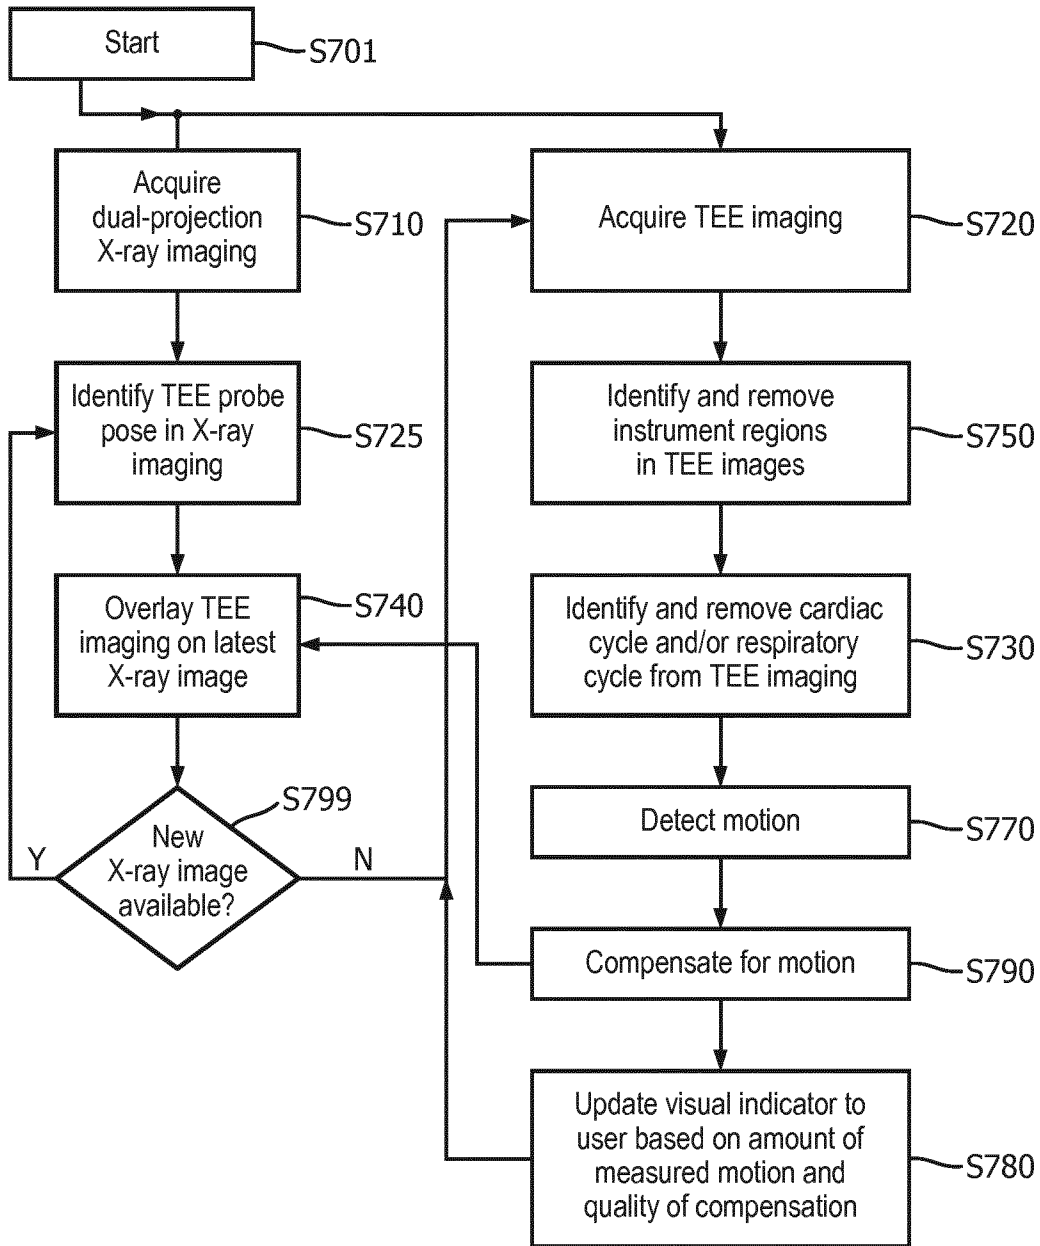 Start
S701
Acquire
dual-projection
X-ray imaging
S710
Acquire TEE imaging
S720
Identify TEE probe
pose in X-ray
imaging
S725
Identify and remove
instrument regions
in TEE images
S750
Overlay TEE
imaging on latest
X-ray image
S740
Identify and remove cardiac
cycle and/or respiratory
cycle from TEE imaging
S730
New
X-ray image
available?
S799
Y
N
Detect motion
S770
Compensate for motion
S790
Update visual indicator to
user based on amount of
measured motion and
quality of compensation
S780